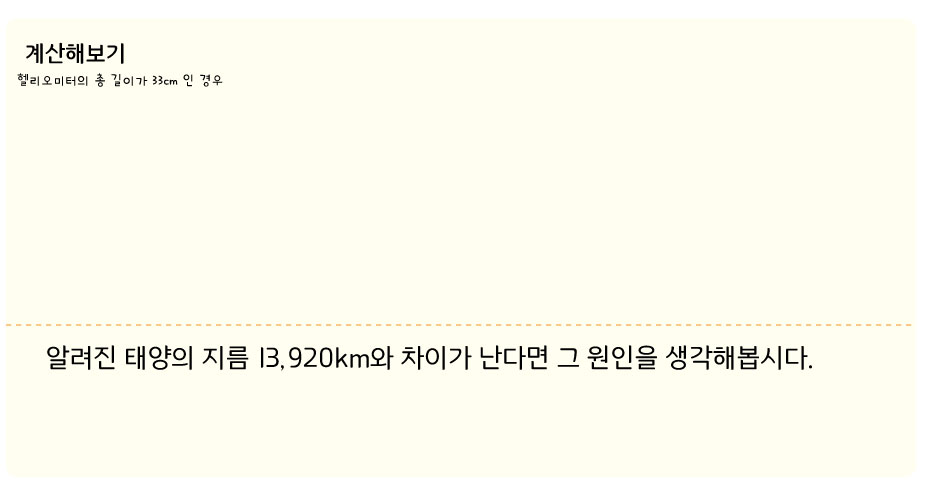 계산해보기
헬리오미터의 총 길이가 33cm 인 경우
알려진 태양의 지름 13,920km와 차이가 난다면 그 원인을 생각해봅시다.